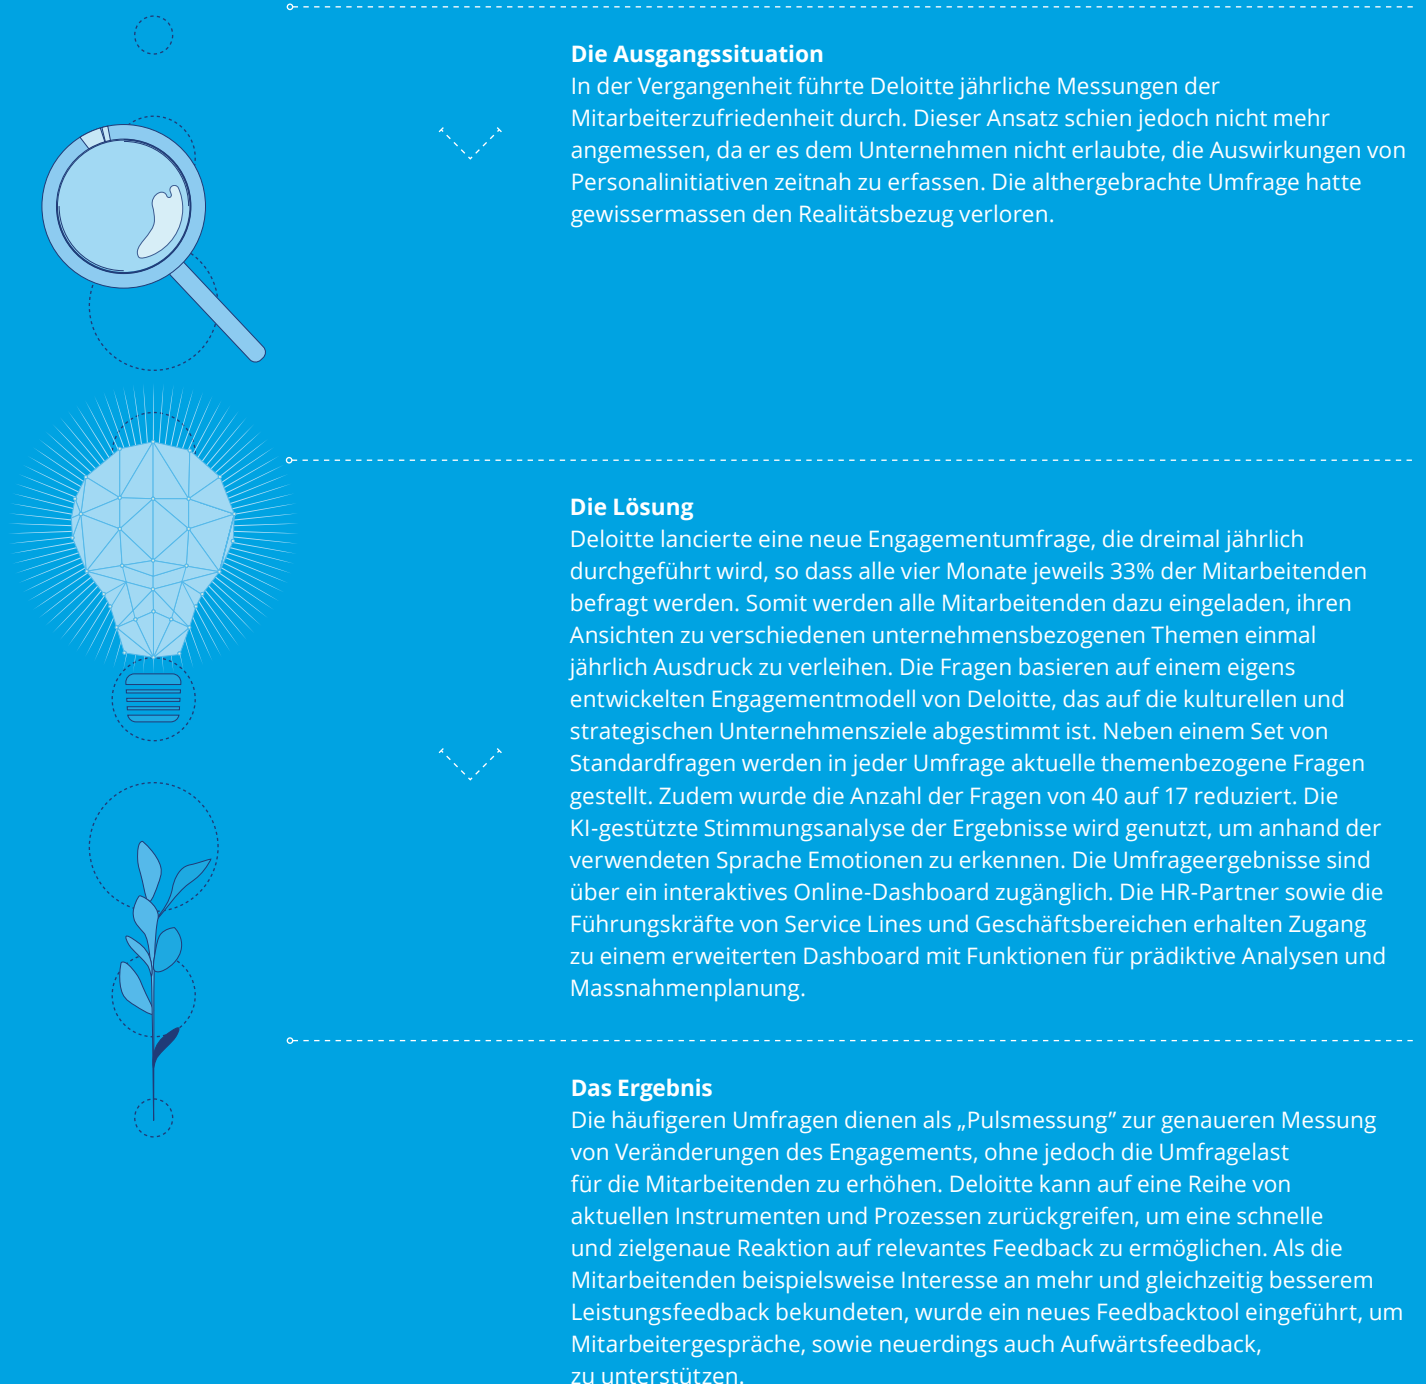 Die Ausgangssituation
In der Vergangenheit führte Deloitte jährliche Messungen der
Mitarbeiterzufriedenheit durch. Dieser Ansatz schien jedoch nicht mehr
angemessen, da er es dem Unternehmen nicht erlaubte, die Auswirkungen von
Personalinitiativen zeitnah zu erfassen. Die althergebrachte Umfrage hatte
gewissermassen den Realitätsbezug verloren.
Die Lösung
Deloitte lancierte eine neue Engagementumfrage, die dreimal jährlich
durchgeführt wird, so dass alle vier Monate jeweils 33% der Mitarbeitenden
befragt werden. Somit werden alle Mitarbeitenden dazu eingeladen, ihren
Ansichten zu verschiedenen unternehmensbezogenen Themen einmal
jährlich Ausdruck zu verleihen. Die Fragen basieren auf einem eigens
entwickelten Engagementmodell von Deloitte, das auf die kulturellen und
strategischen Unternehmensziele abgestimmt ist. Neben einem Set von
Standardfragen werden in jeder Umfrage aktuelle themenbezogene Fragen
gestellt. Zudem wurde die Anzahl der Fragen von 40 auf 17 reduziert. Die
KI-gestützte Stimmungsanalyse der Ergebnisse wird genutzt, um anhand der
verwendeten Sprache Emotionen zu erkennen. Die Umfrageergebnisse sind
über ein interaktives Online-Dashboard zugänglich. Die HR-Partner sowie die
Führungskräfte von Service Lines und Geschäftsbereichen erhalten Zugang
zu einem erweiterten Dashboard mit Funktionen für prädiktive Analysen und
Massnahmenplanung.
Das Ergebnis
Die häufigeren Umfragen dienen als „Pulsmessung” zur genaueren Messung
von Veränderungen des Engagements, ohne jedoch die Umfragelast
für die Mitarbeitenden zu erhöhen. Deloitte kann auf eine Reihe von
aktuellen Instrumenten und Prozessen zurückgreifen, um eine schnelle
und zielgenaue Reaktion auf relevantes Feedback zu ermöglichen. Als die
Mitarbeitenden beispielsweise Interesse an mehr und gleichzeitig besserem
Leistungsfeedback bekundeten, wurde ein neues Feedbacktool eingeführt, um
Mitarbeitergespräche, sowie neuerdings auch Aufwärtsfeedback,
zu unterstützen.